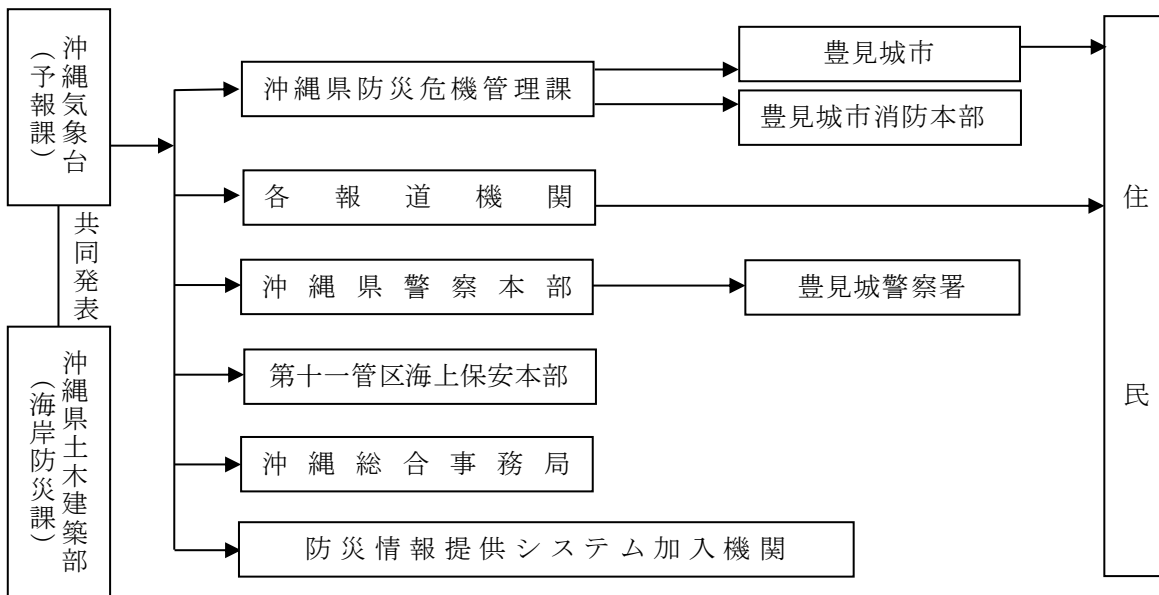 沖縄気象台
（予報課）
共同発表
沖縄県土木建築部
（海岸防災課）
沖縄県防災危機管理課
豊見城市
豊見城市消防本部
各報道機関
沖縄県警察本部
豊見城警察署
第十一管区海上保安本部
沖縄総合事務局
防災情報提供システム加入機関
住民